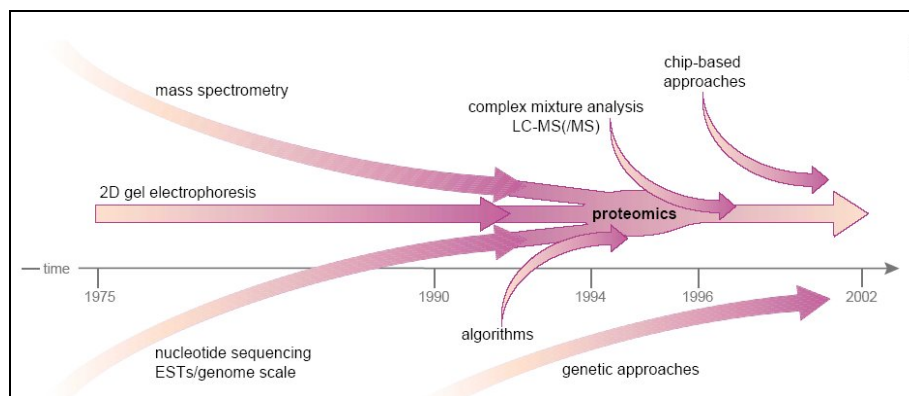 chip-based
approaches
mass spectrometry
complex mixture analysis
LC-MS(/MS)
2D gel electrophoresis
proteomics
time
1975
1990
1994
1996
2002
algorithms
nucleotide sequencing
ESTs/genome scale
genetic approaches